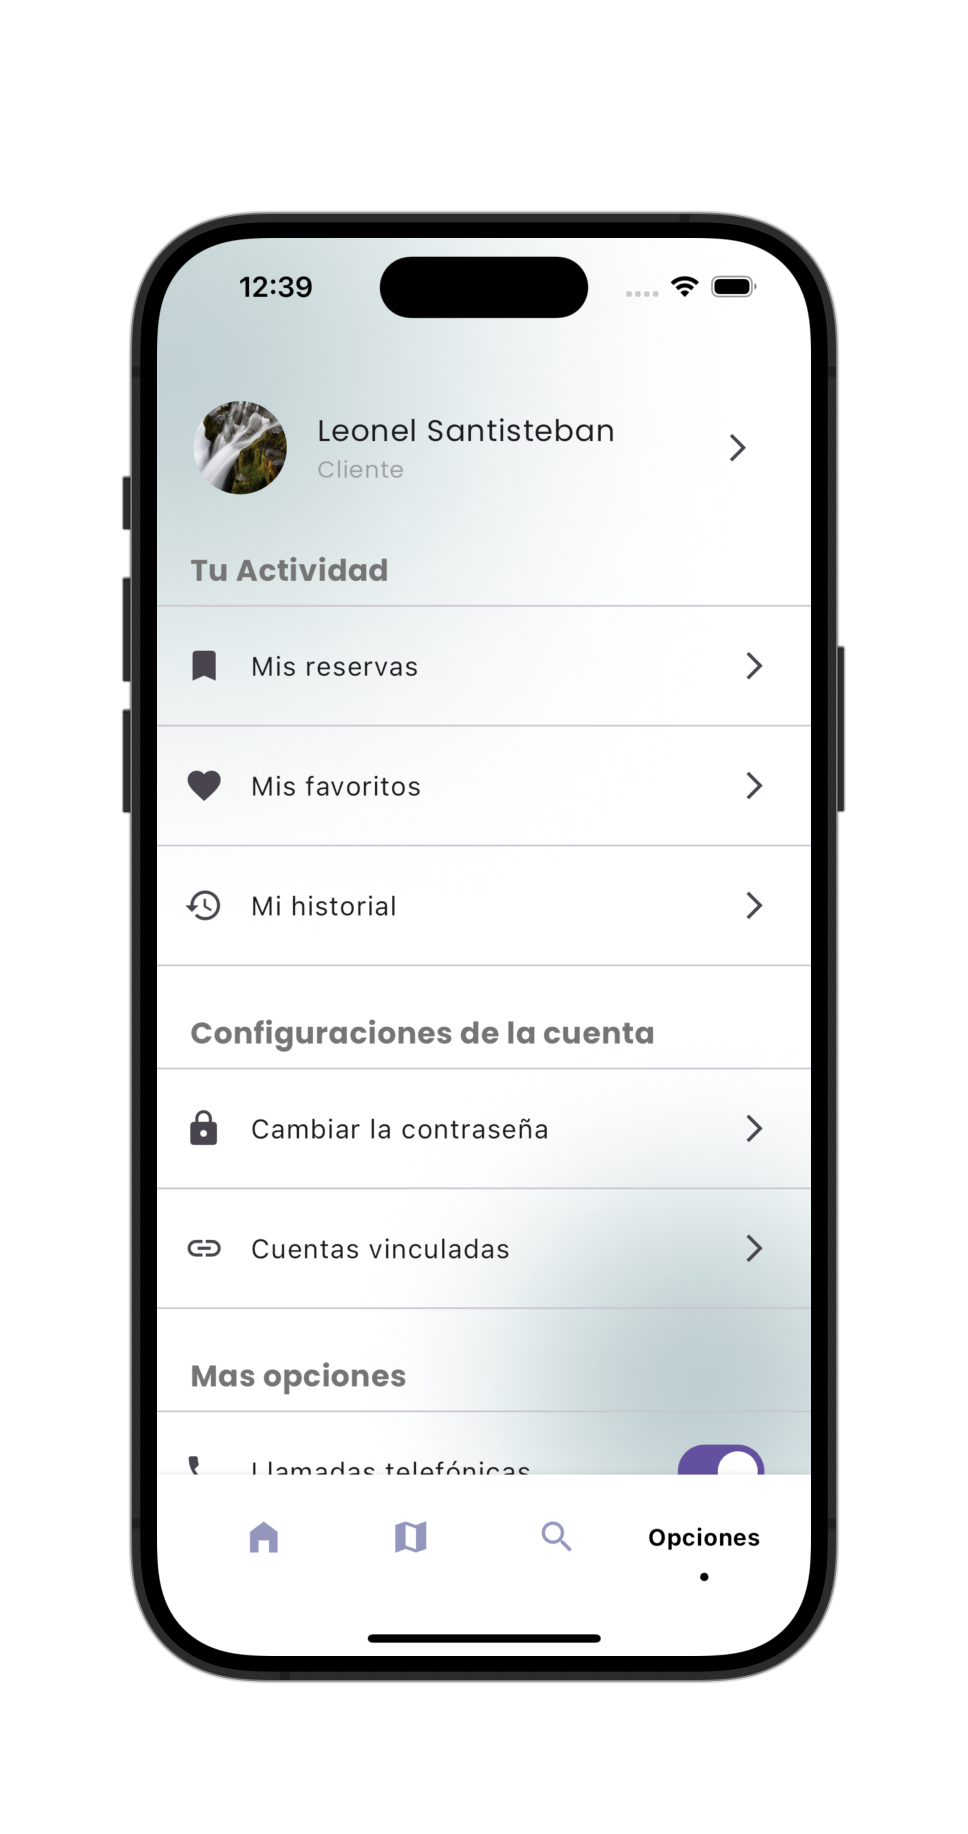 12:39
Leonel Santisteban
Cliente
Tu Actividad
Mis reservas
Mis favoritos
Mi historial
Configuraciones de la cuenta
Cambiar la contraseña
Cuentas vinculadas
Mas opciones
Llamadas telefónicas
Opciones